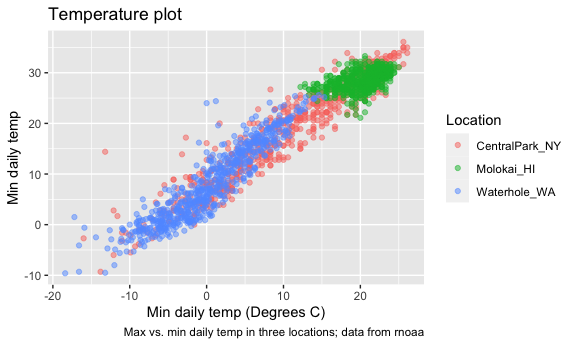 Temperature plot
Min daily temp
30
20
10
0
-10
-20
-10
0
10
20
Min daily temp (Degrees C)
Location
CentralPark_NY
Molokai_HI
Waterhole_WA
Max vs. min daily temp in three locations; data from rnoaa